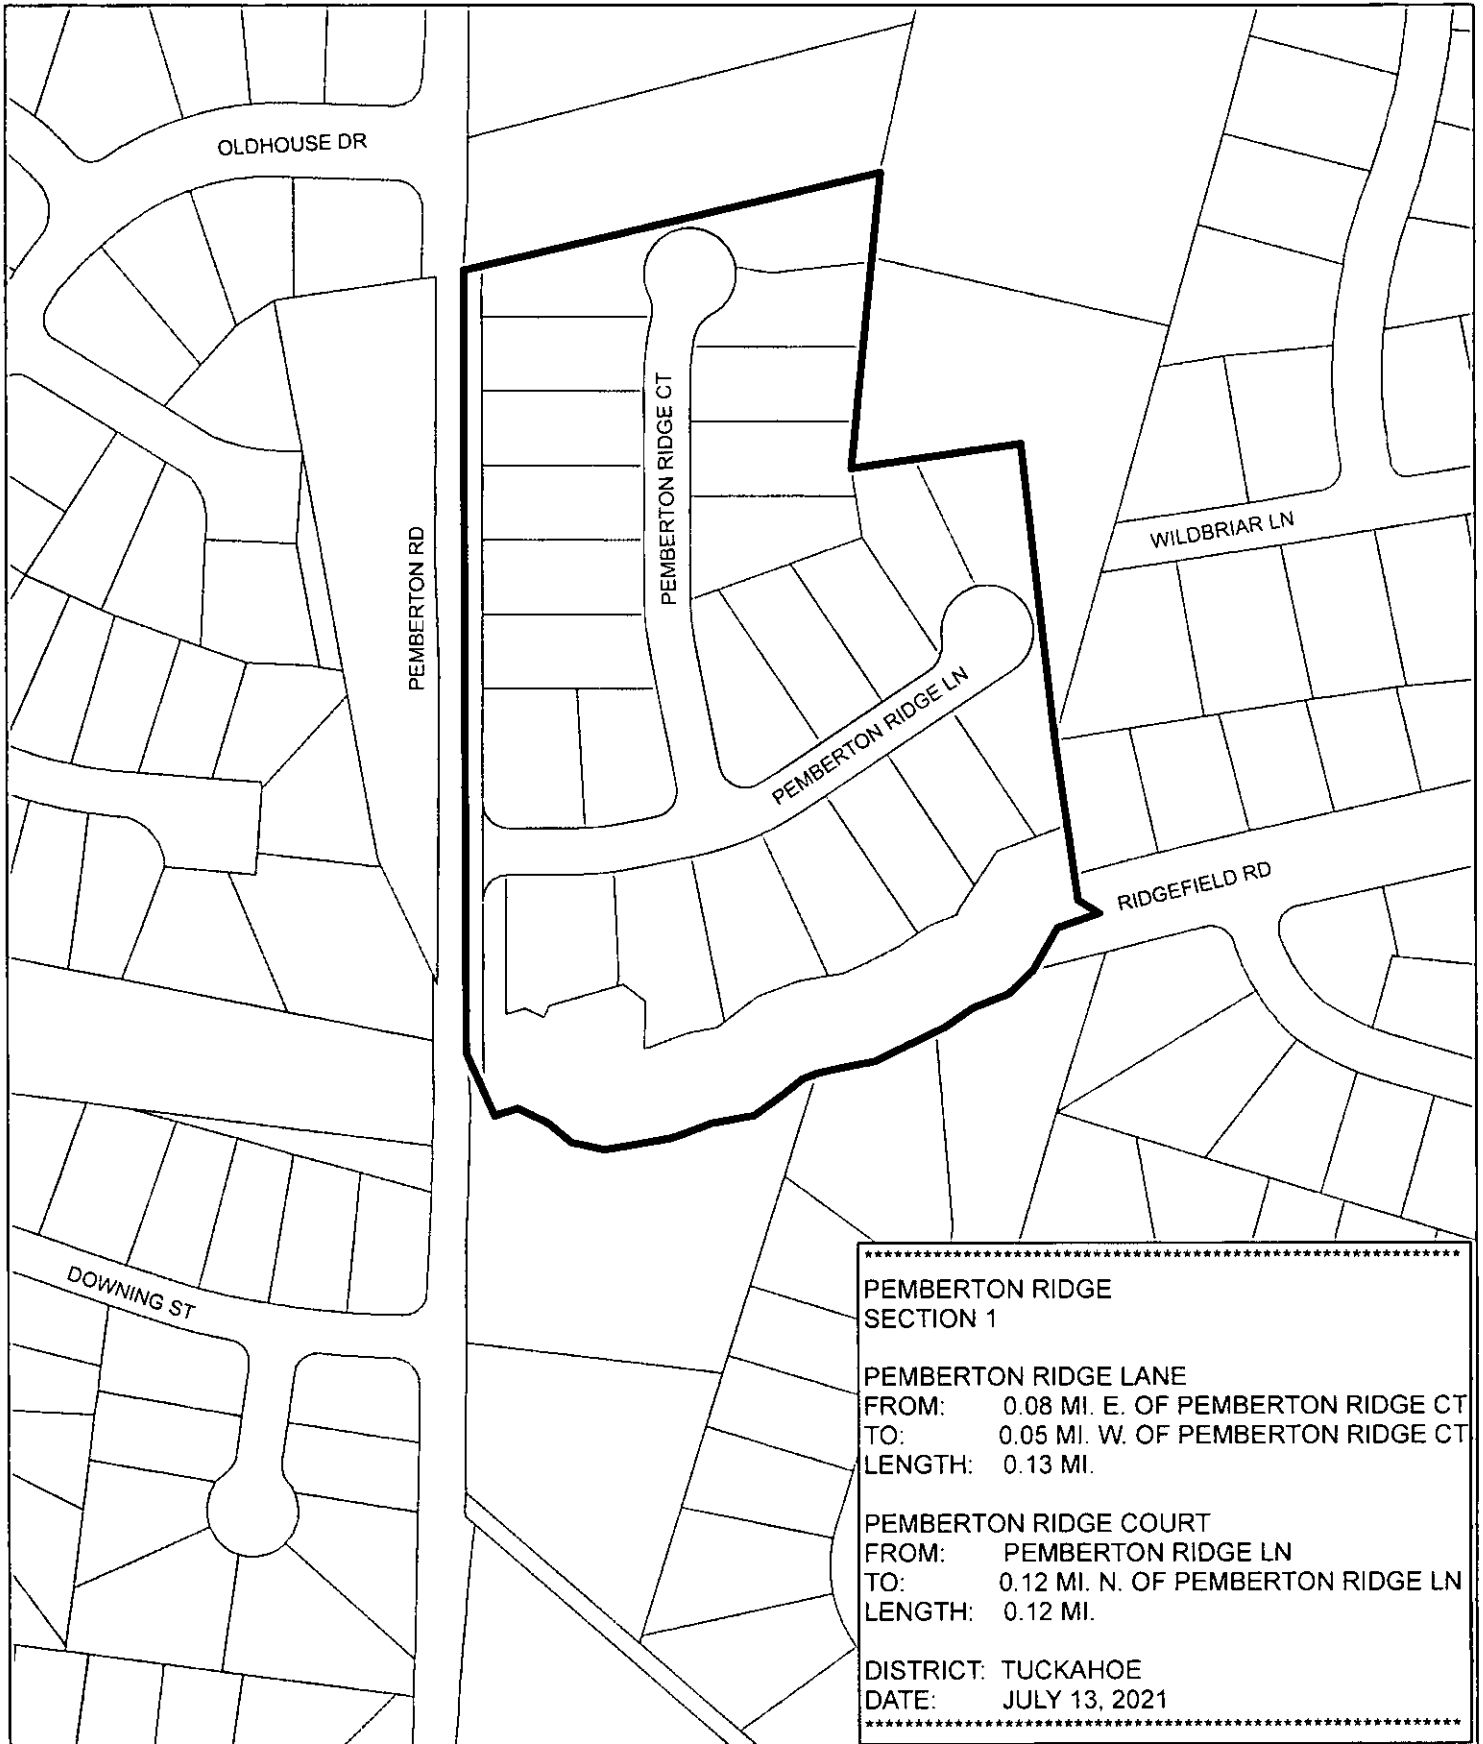 OLDHOUSE DR
PEMBERTON RIDGE CT
PEMBERTON RD
WILDBRIAR LN
PEMBERTON RIDGE LN
RIDGEFIELD RD
DOWNING ST
************************************************************
PEMBERTON RIDGE
SECTION 1
PEMBERTON RIDGE LANE
FROM: 0.08 MI. E. OF PEMBERTON RIDGE CT
TO: 0.05 MI. W. OF PEMBERTON RIDGE CT
LENGTH: 0.13 MI.
PEMBERTON RIDGE COURT
FROM: PEMBERTON RIDGE LN
TO: 0.12 MI. N. OF PEMBERTON RIDGE LN
LENGTH: 0.12 MI.
DISTRICT: TUCKAHOE
DATE: JULY 13, 2021
************************************************************